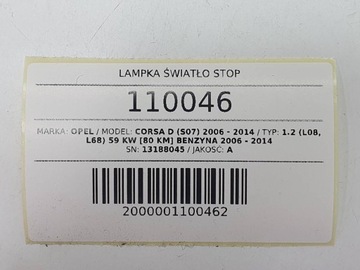 LAMPKA ŚWIATŁO STOP
110046
MARKA: OPEL / MODEL: CORSA D (S07) 2006 - 2014 / TYP: 1.2 (L08,
L68) 59 KW [80 KM] BENZYNA 2006 - 2014
SN: 13188045 / JAKOŚĆ: A
2000001100462